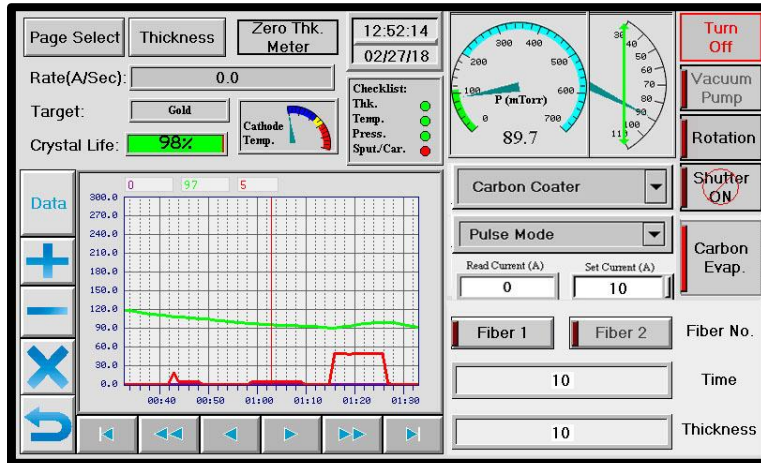 Page Select
Thickness
Zero Thk.
Meter
12:52:14
02/27/18
Rate(A/Sec):
0.0
Target:
Gold
Crystal Life:
98%
Cathode
Temp.
Checklist:
Thk.
Temp.
Press.
Sput./Car.
0
100
200
300
400
500
600
700
P (mTorr)
89.7
30
40
50
60
70
80
90
100
110
Turn
Off
Vacuum
Pump
Rotation
Shutter
ON
Carbon
Evap.
Data
0 97 5
300.0
270.0
240.0
210.0
180.0
150.0
120.0
90.0
60.0
30.0
0.0
00:40 00:50 01:00 01:10 01:20 01:30
Carbon Coater
Pulse Mode
Read Current (A)
Set Current (A)
0
10
Fiber 1
Fiber 2
Fiber No.
10
Time
10
Thickness